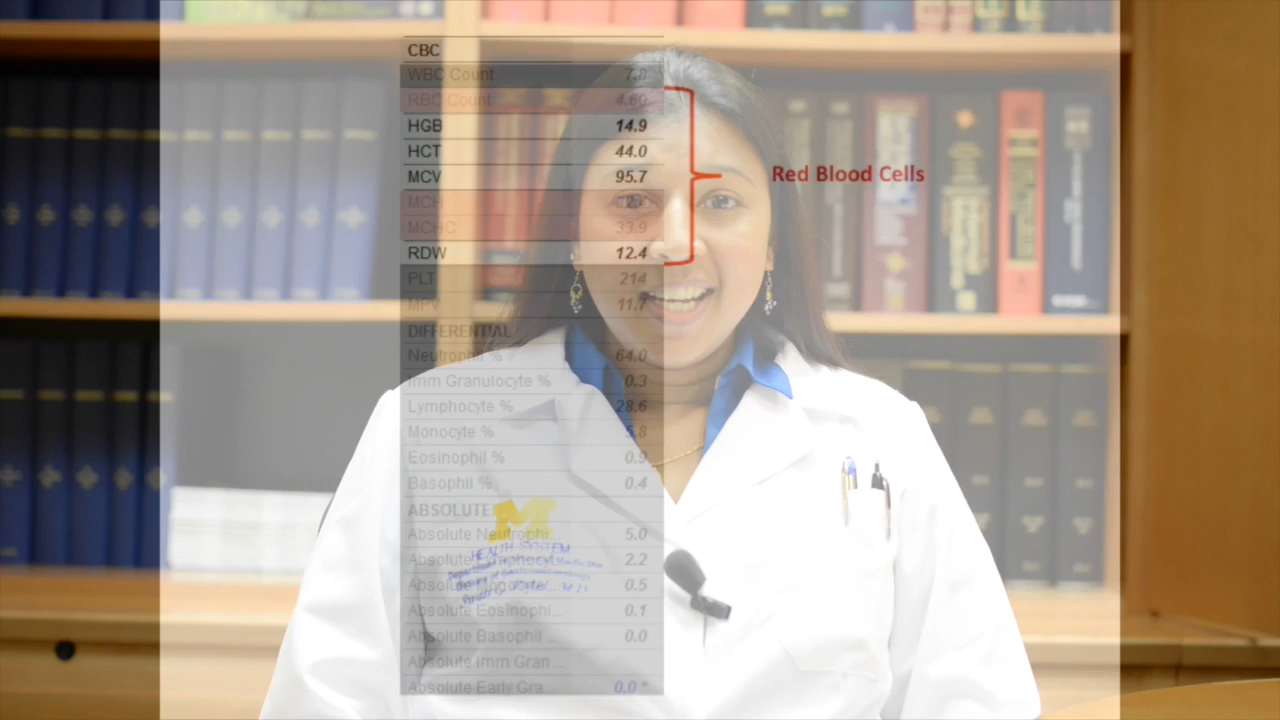 CBC
WBC Count 7.8
RBC Count 4.60
HGB 14.9
HCT 44.0
MCV 95.7
Red Blood Cells
MCH
MCHC 33.9
RDW 12.4
PLT 214
MPV 11.7
DIFFERENTIAL
Neutrophil % 64.0
Imm Granulocyte % 0.3
Lymphocyte % 28.6
Monocyte % 5.8
Eosinophil % 0.9
Basophil % 0.4
ABSOLUTE
M
Absolute Neutrophi 5.0
HEALTH SYSTEM
Absolute Lymphocyt 2.2
Absolute Monocyte/... 0.5
Absolute Eosinophi... 0.1
Absolute Basophil ... 0.0
Absolute Imm Gran ...
Absolute Early Gra... 0.0 *